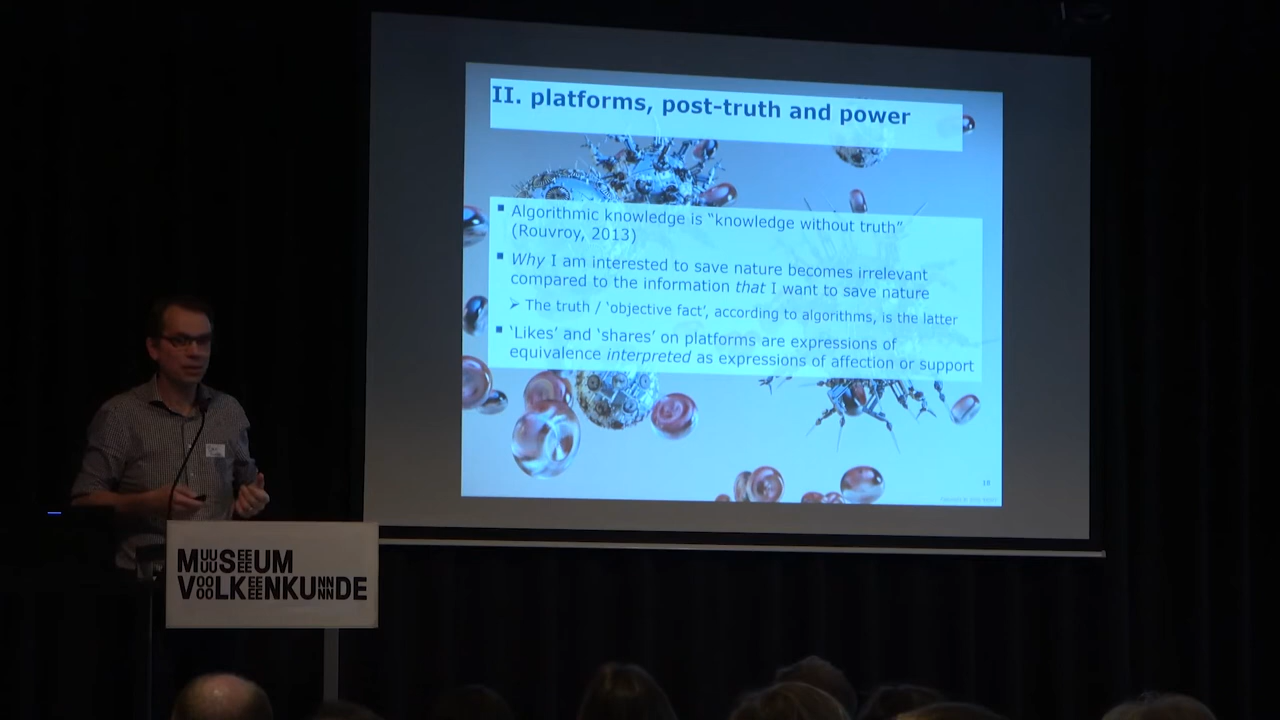 II. platforms, post-truth and power
Algorithmic knowledge is “knowledge without truth”
(Rouvroy, 2013)
Why I am interested to save nature becomes irrelevant
compared to the information that I want to save nature
The truth / ‘objective fact’, according to algorithms, is the latter
‘Likes’ and ‘shares’ on platforms are expressions of
equivalence interpreted as expressions of affection or support
18
MUSEUM
VOLKENKUNDE